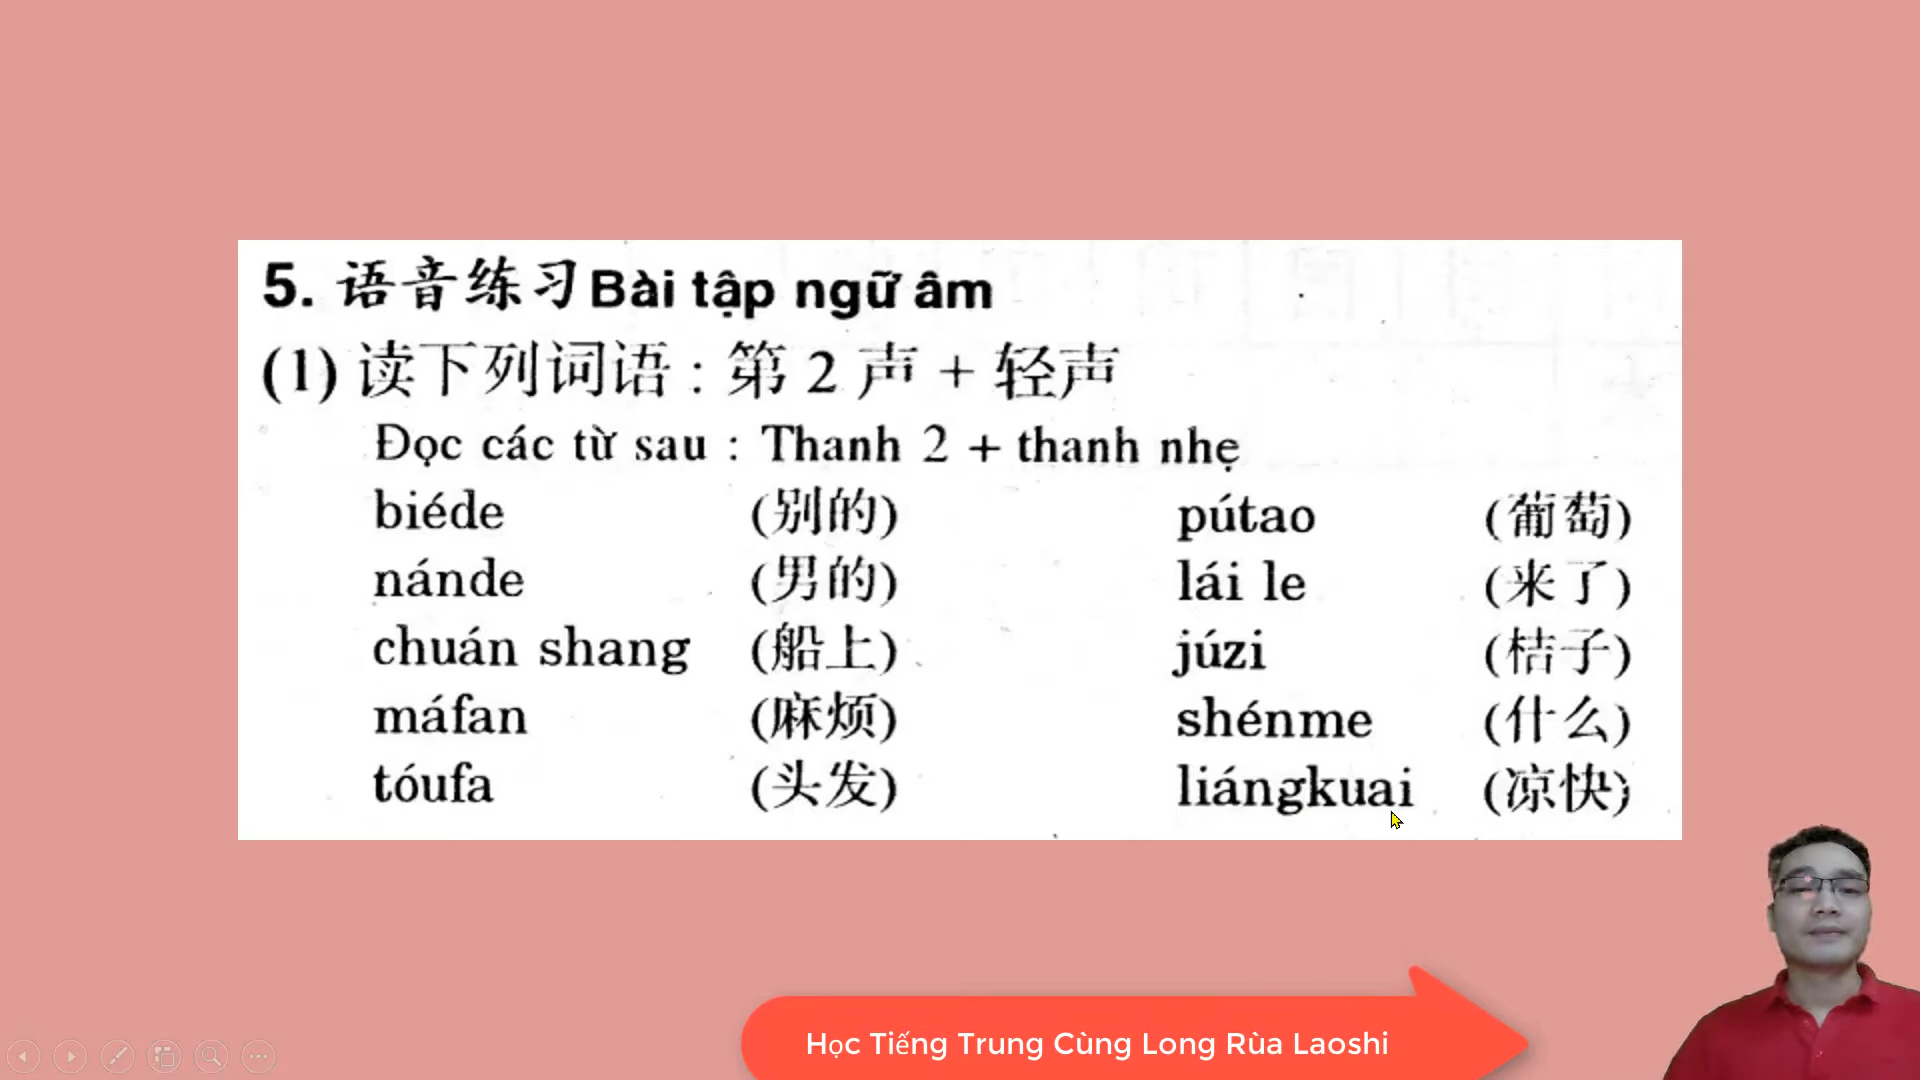 5. 语音练习 Bài tập ngữ âm
(1) 读下列词语 : 第 2 声 + 轻声
Đọc các từ sau : Thanh 2 + thanh nhẹ
biéde (别的) pútao (葡萄)
nánde (男的) lái le (来了)
chuán shang (船上) júzi (桔子)
máfan (麻烦) shénme (什么)
tóufa (头发) liángkuai (凉快)
Học Tiếng Trung Cùng Long Rùa Laoshi